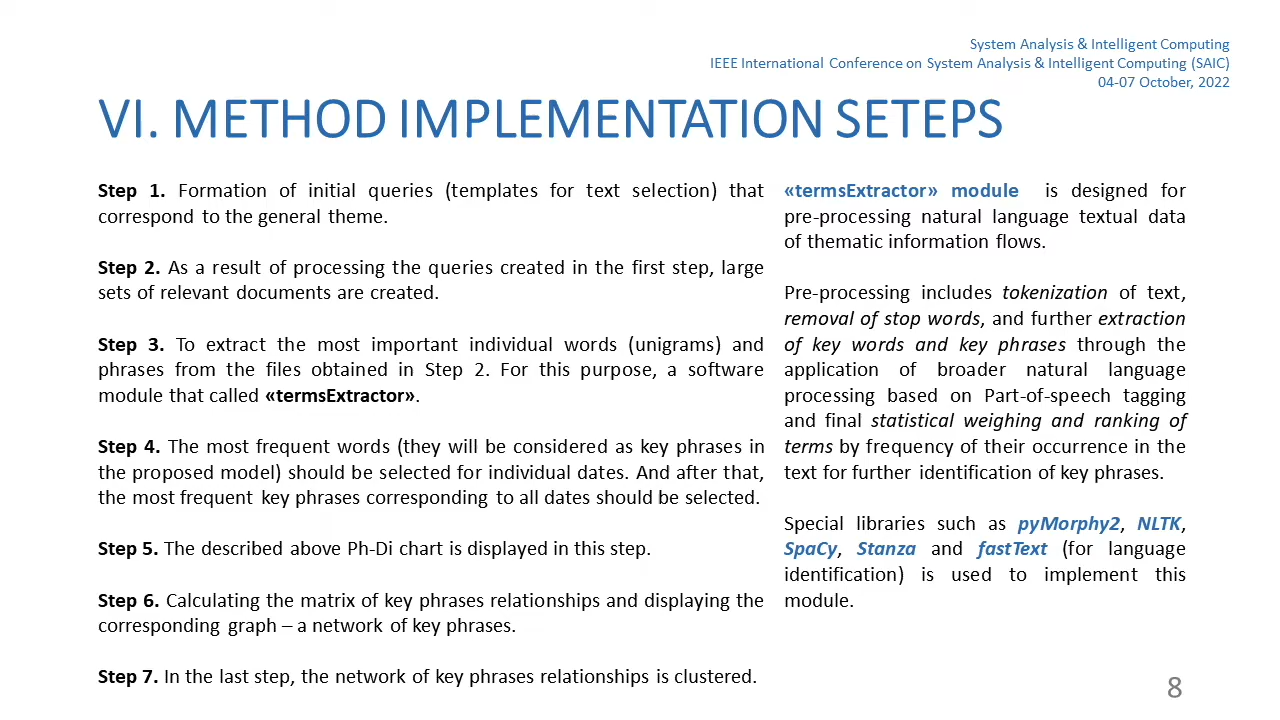 System Analysis & Intelligent Computing
IEEE International Conference on System Analysis & Intelligent Computing (SAIC)
04-07 October, 2022
VI. METHOD IMPLEMENTATION SETEPS
Step 1. Formation of initial queries (templates for text selection) that
correspond to the general theme.
Step 2. As a result of processing the queries created in the first step, large
sets of relevant documents are created.
Step 3. To extract the most important individual words (unigrams) and
phrases from the files obtained in Step 2. For this purpose, a software
module that called «termsExtractor».
Step 4. The most frequent words (they will be considered as key phrases in
the proposed model) should be selected for individual dates. And after that,
the most frequent key phrases corresponding to all dates should be selected.
Step 5. The described above Ph-Di chart is displayed in this step.
Step 6. Calculating the matrix of key phrases relationships and displaying the
corresponding graph – a network of key phrases.
Step 7. In the last step, the network of key phrases relationships is clustered.
«termsExtractor» module is designed for
pre-processing natural language textual data
of thematic information flows.
Pre-processing includes tokenization of text,
removal of stop words, and further extraction
of key words and key phrases through the
application of broader natural language
processing based on Part-of-speech tagging
and final statistical weighing and ranking of
terms by frequency of their occurrence in the
text for further identification of key phrases.
Special libraries such as pyMorphy2, NLTK,
SpaCy, Stanza and fastText (for language
identification) is used to implement this
module.
8